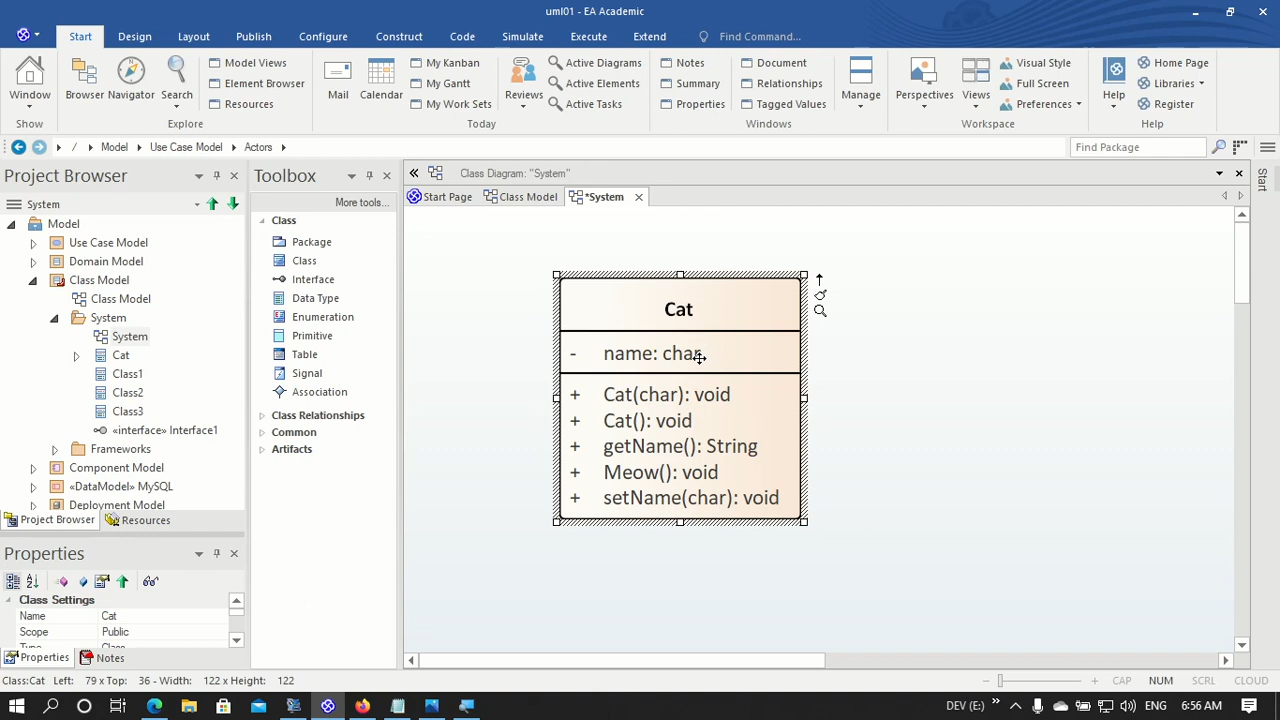 uml01 - EA Academic
Start Design Layout Publish Configure Construct Code Simulate Execute Extend Find Command...
Window Browser Navigator Search Model Views Element Browser Resources
Mail Calendar My Kanban My Gantt My Work Sets Reviews Active Diagrams Active Elements Active Tasks
Notes Summary Properties Document Relationships Tagged Values Manage
Perspectives Views Visual Style Full Screen Preferences Help Home Page Libraries Register
Show Explore Today Windows Workspace Help
/ Model Use Case Model Actors Find Package
Project Browser
System
Model
Use Case Model
Domain Model
Class Model
Class Model
System
System
Cat
Class1
Class2
Class3
«interface» Interface1
Frameworks
Component Model
«DataModel» MySQL
Deployment Model
Project Browser Resources
Properties
Class Settings
Name Cat
Scope Public
Type Class
Properties Notes
Toolbox
More tools...
Class
Package
Class
Interface
Data Type
Enumeration
Primitive
Table
Signal
Association
Class Relationships
Common
Artifacts
Class Diagram: "System"
Start Page Class Model *System
Start
Cat
- name: char
+ Cat(char): void
+ Cat(): void
+ getName(): String
+ Meow(): void
+ setName(char): void
Class:Cat Left: 79 x Top: 36 - Width: 122 x Height: 122 CAP NUM SCRL CLOUD
DEV (E:) ENG 6:56 AM